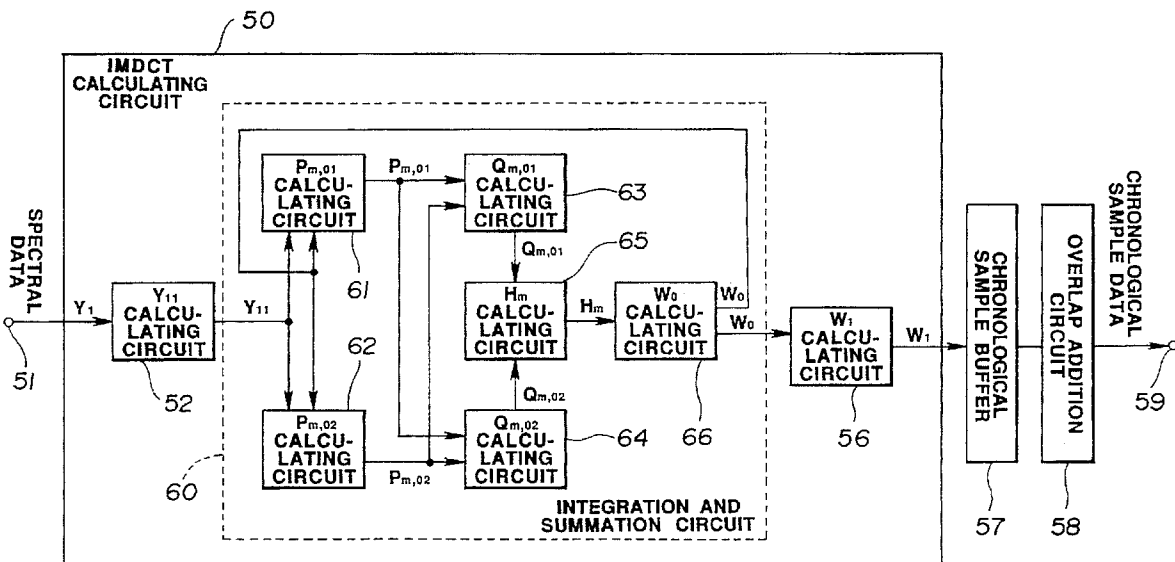 50
IMDCT
CALCULATING
CIRCUIT
SPECTRAL
DATA
51
Y1
Y11
CALCU-
LATING
CIRCUIT
52
Y11
Pm,01
CALCU-
LATING
CIRCUIT
61
Pm,01
Qm,01
CALCU-
LATING
CIRCUIT
63
Qm,01
65
Hm
CALCU-
LATING
CIRCUIT
Hm
W0
CALCU-
LATING
CIRCUIT
66
W0
W0
W1
CALCU-
LATING
CIRCUIT
56
W1
62
Pm,02
CALCU-
LATING
CIRCUIT
Pm,02
Qm,02
Qm,02
CALCU-
LATING
CIRCUIT
64
60
INTEGRATION AND
SUMMATION CIRCUIT
CHRONOLOGICAL
SAMPLE BUFFER
57
OVERLAP ADDITION
CIRCUIT
58
CHRONOLOGICAL
SAMPLE DATA
59